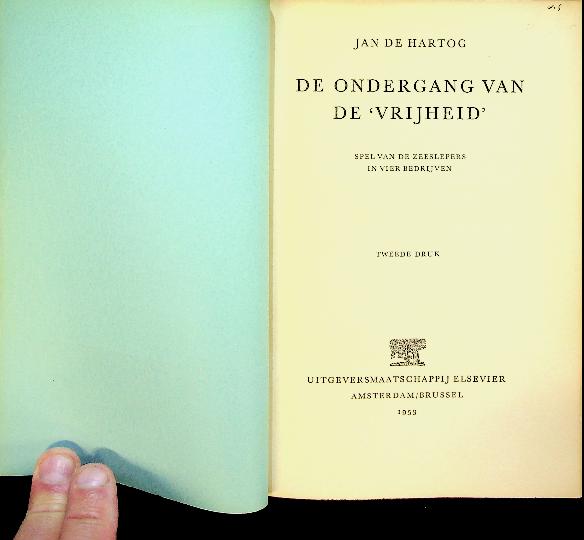 JAN DE HARTOG
DE ONDERGANG VAN
DE ‘VRIJHEID’
SPEL VAN DE ZEESLEPERS
IN VIER BEDRIJVEN
TWEEDE DRUK
UITGEVERSMAATSCHAPPIJ ELSEVIER
AMSTERDAM/BRUSSEL
1953